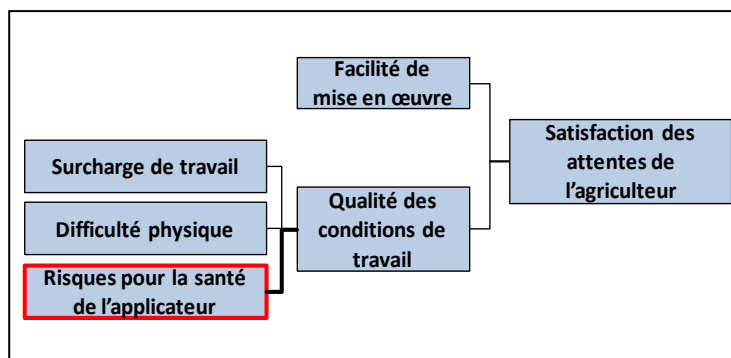 Facilité de
mise en œuvre
Satisfaction des
attentes de
l’agriculteur
Surcharge de travail
Difficulté physique
Risques pour la santé
de l’applicateur
Qualité des
conditions de
travail